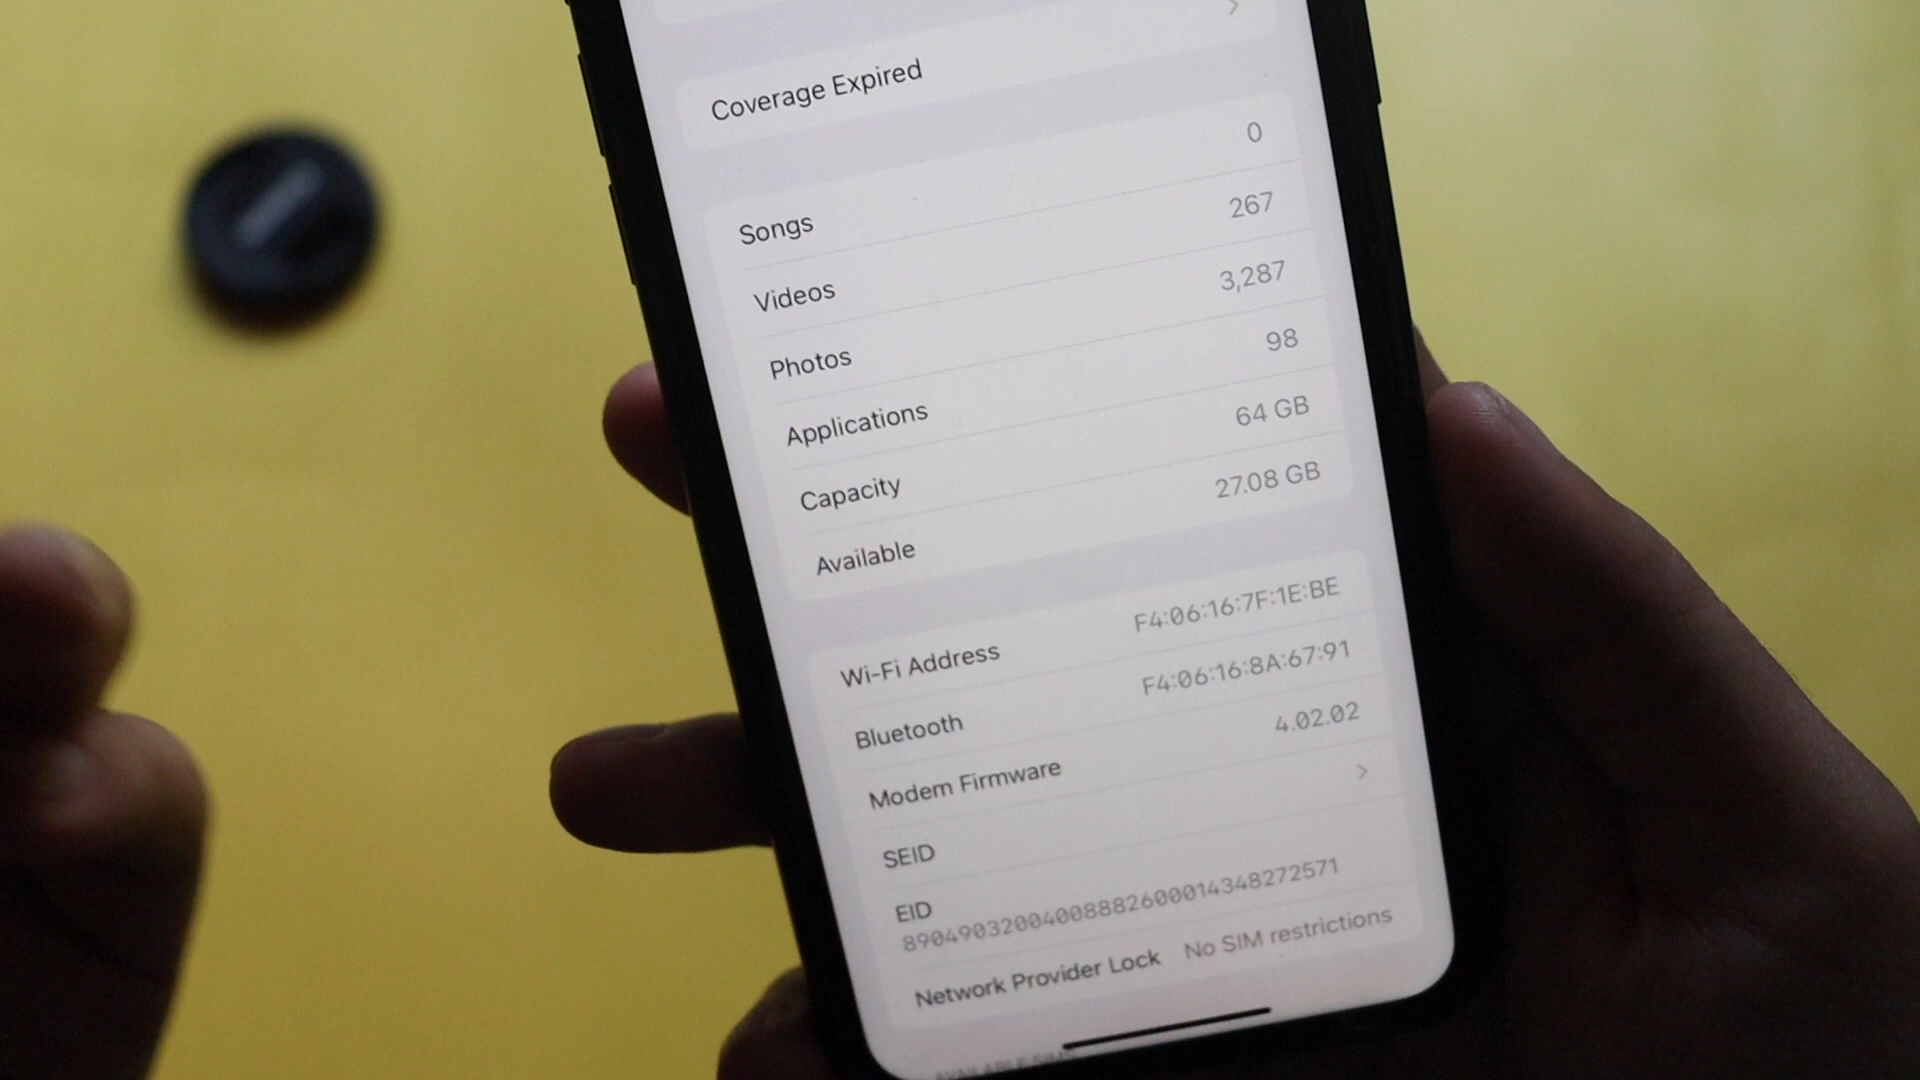 Coverage Expired
Songs 0
Videos 267
Photos 3,287
Applications 98
Capacity 64 GB
Available 27.08 GB
Wi-Fi Address F4:06:16:7F:1E:BE
Bluetooth F4:06:16:8A:67:91
Modem Firmware 4.02.02
SEID
EID
89049032004008882600014348272571
Network Provider Lock No SIM restrictions
AVAILABLE SIMS